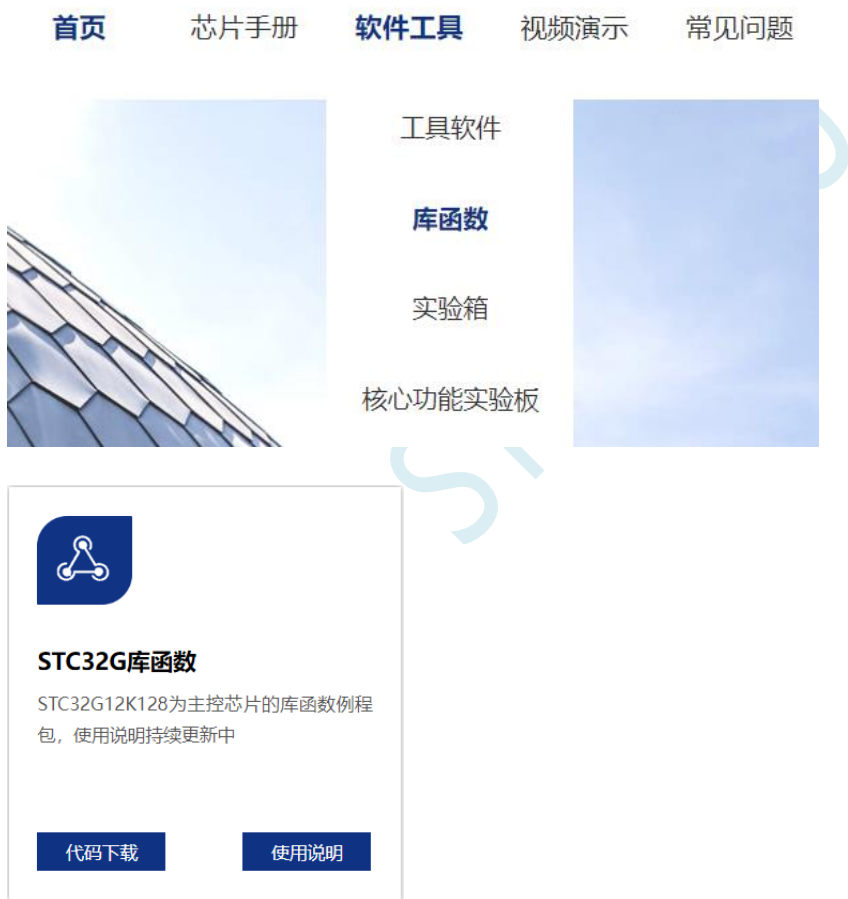 首页 芯片手册 软件工具 视频演示 常见问题
工具软件
库函数
实验箱
核心功能实验板
STC32G库函数
STC32G12K128为主控芯片的库函数例程
包，使用说明持续更新中
代码下载 使用说明